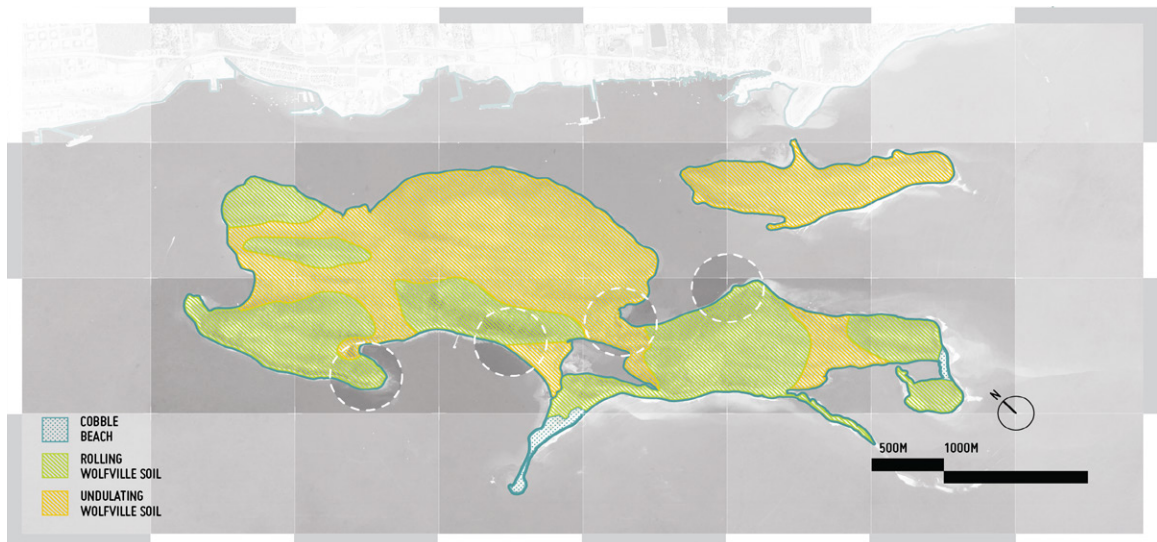 COBBLE
BEACH
ROLLING
WOLFVILLE SOIL
UNDULATING
WOLFVILLE SOIL
N
500M 1000M